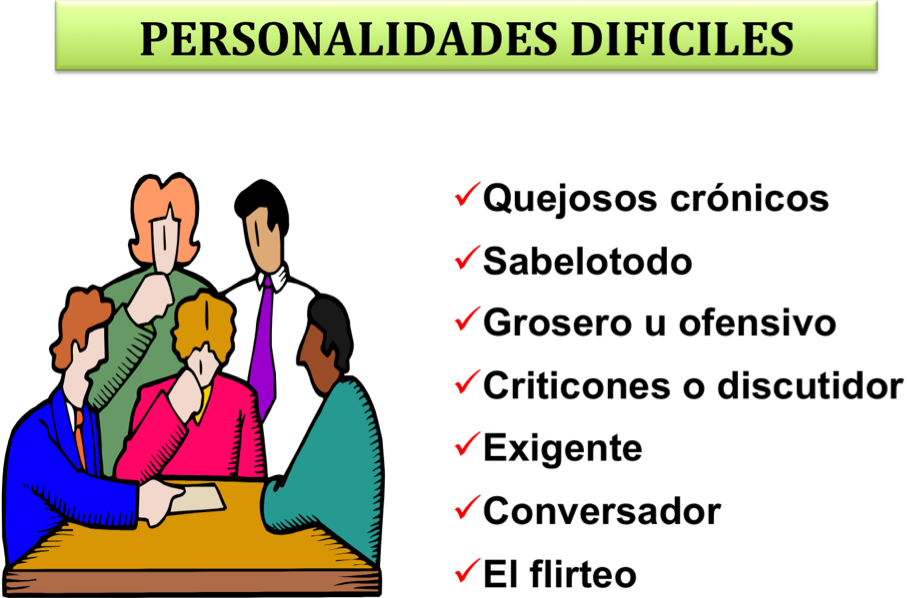 PERSONALIDADES DIFICILES
✓Quejosos crónicos
✓Sabelotodo
✓Grosero u ofensivo
✓Criticones o discutidor
✓Exigente
✓Conversador
✓El flirteo